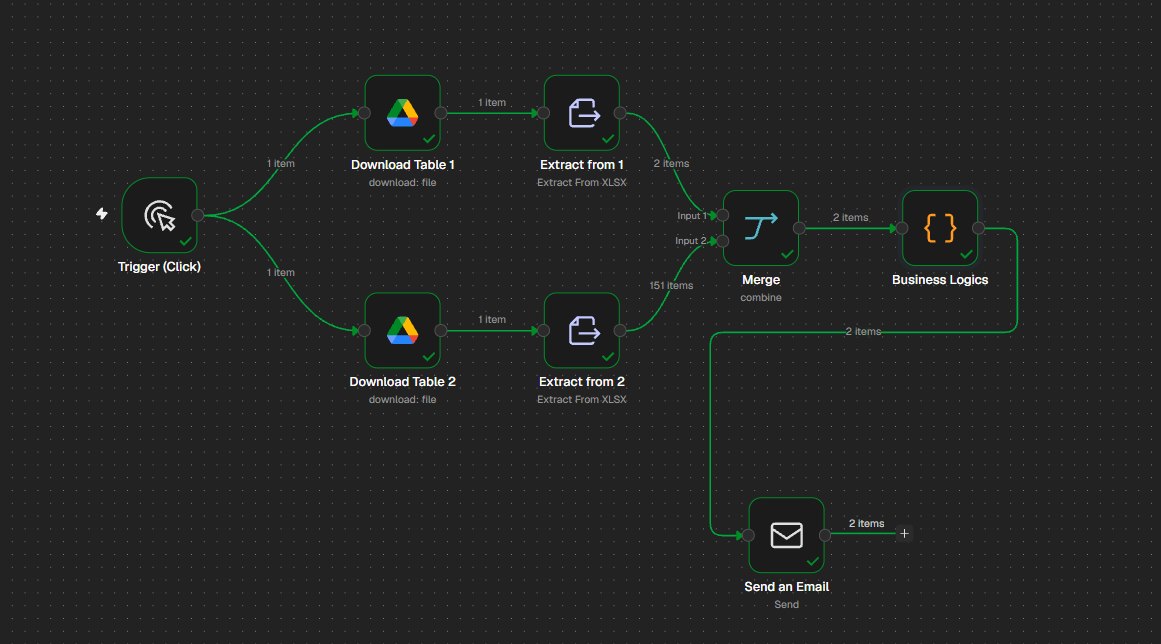 1 item
Download Table 1
download: file
1 item
Extract from 1
Extract From XLSX
2 items
Trigger (Click)
1 item
Download Table 2
download: file
1 item
Extract from 2
Extract From XLSX
151 items
Input 1
Input 2
Merge
combine
2 items
{ }
Business Logics
2 items
Send an Email
Send
2 items
+